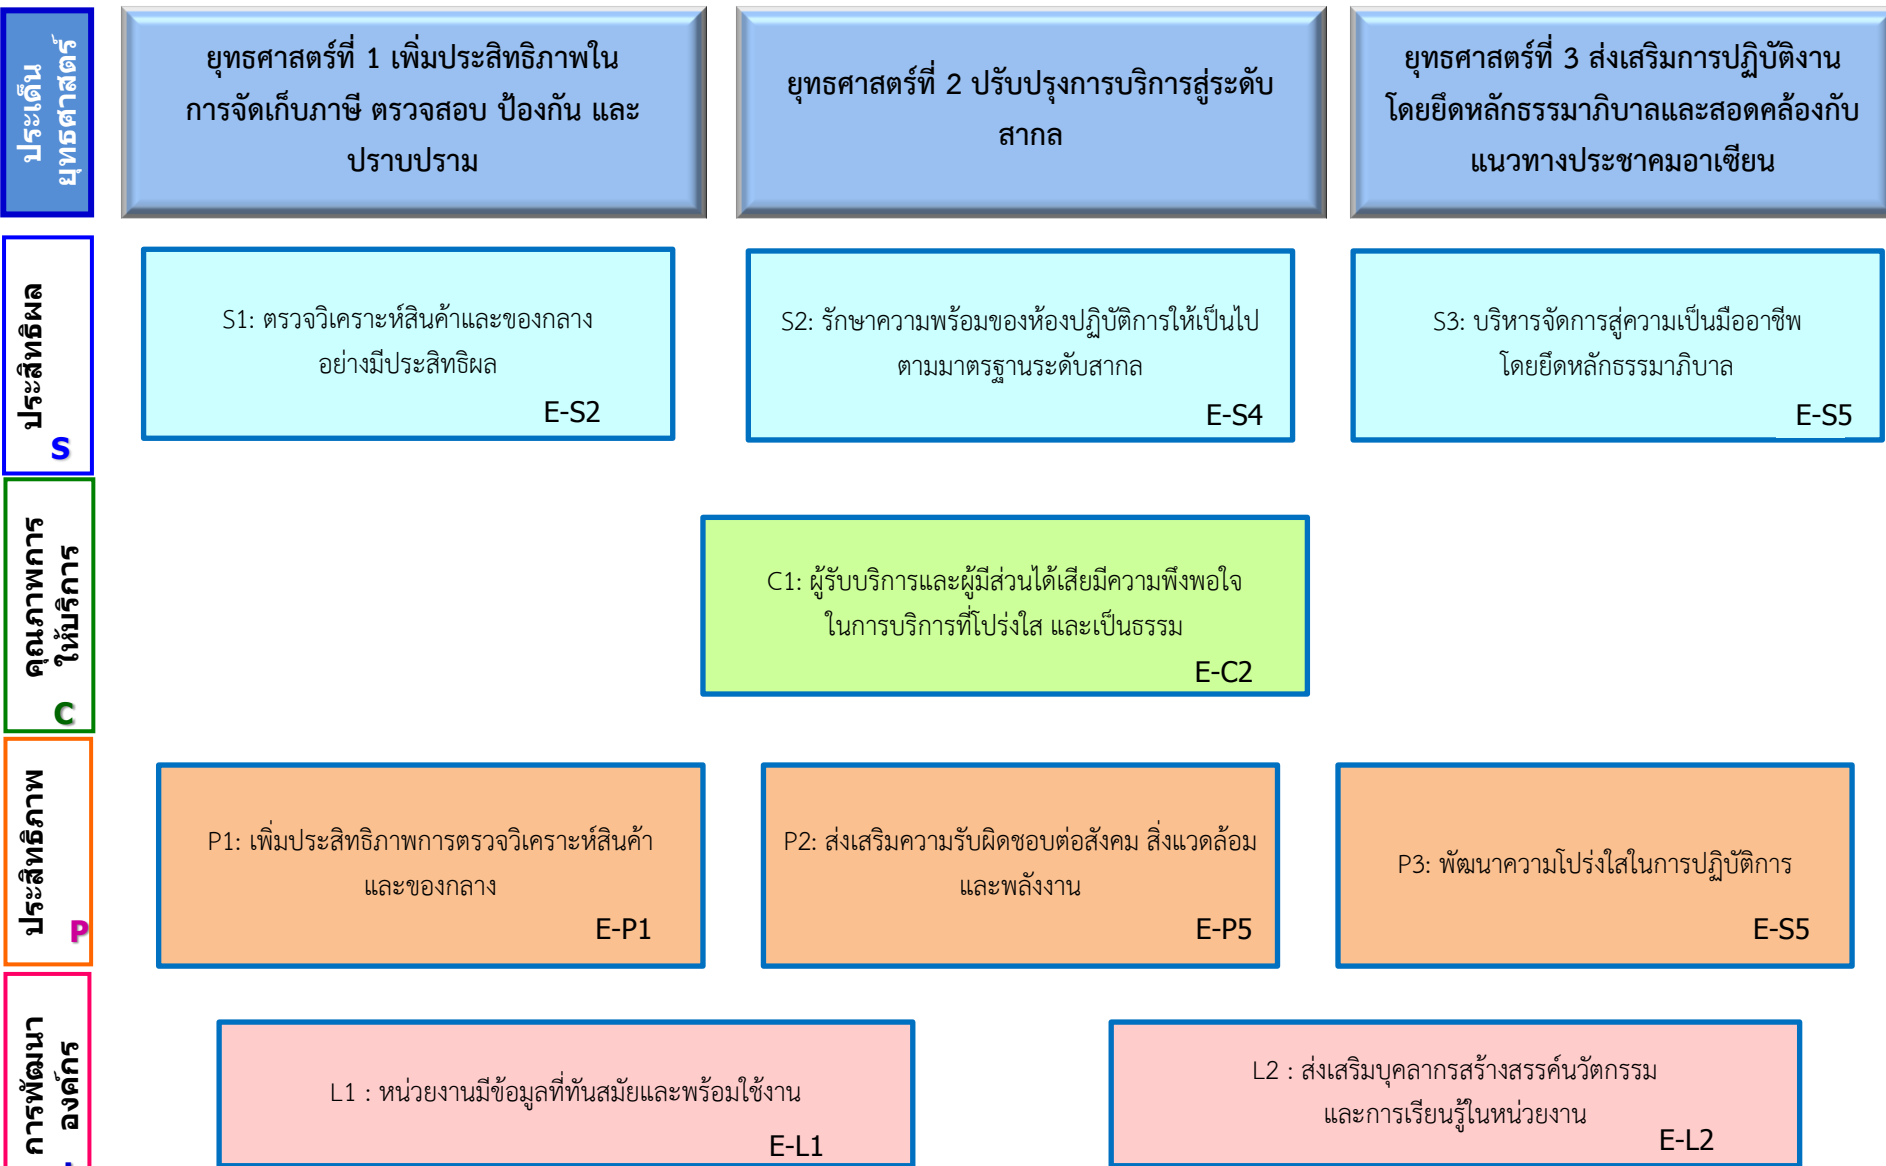 ประเด็น
ยุทธศาสตร์
ยุทธศาสตร์ที่ 1 เพิ่มประสิทธิภาพใน
การจัดเก็บภาษี ตรวจสอบ ป้องกัน และ
ปราบปราม
ยุทธศาสตร์ที่ 2 ปรับปรุงการบริการสู่ระดับ
สากล
ยุทธศาสตร์ที่ 3 ส่งเสริมการปฏิบัติงาน
โดยยึดหลักธรรมาภิบาลและสอดคล้องกับ
แนวทางประชาคมอาเซียน
ประสิทธิผล
S
S1: ตรวจวิเคราะห์สินค้าและของกลาง
อย่างมีประสิทธิผล
E-S2
S2: รักษาความพร้อมของห้องปฏิบัติการให้เป็นไป
ตามมาตรฐานระดับสากล
E-S4
S3: บริหารจัดการสู่ความเป็นมืออาชีพ
โดยยึดหลักธรรมาภิบาล
E-S5
คุณภาพการ
ให้บริการ
C
C1: ผู้รับบริการและผู้มีส่วนได้เสียมีความพึงพอใจ
ในการบริการที่โปร่งใส และเป็นธรรม
E-C2
ประสิทธิภาพ
P
P1: เพิ่มประสิทธิภาพการตรวจวิเคราะห์สินค้า
และของกลาง
E-P1
P2: ส่งเสริมความรับผิดชอบต่อสังคม สิ่งแวดล้อม
และพลังงาน
E-P5
P3: พัฒนาความโปร่งใสในการปฏิบัติการ
E-S5
การพัฒนา
องค์กร
L1 : หน่วยงานมีข้อมูลที่ทันสมัยและพร้อมใช้งาน
E-L1
L2 : ส่งเสริมบุคลากรสร้างสรรค์นวัตกรรม
และการเรียนรู้ในหน่วยงาน
E-L2